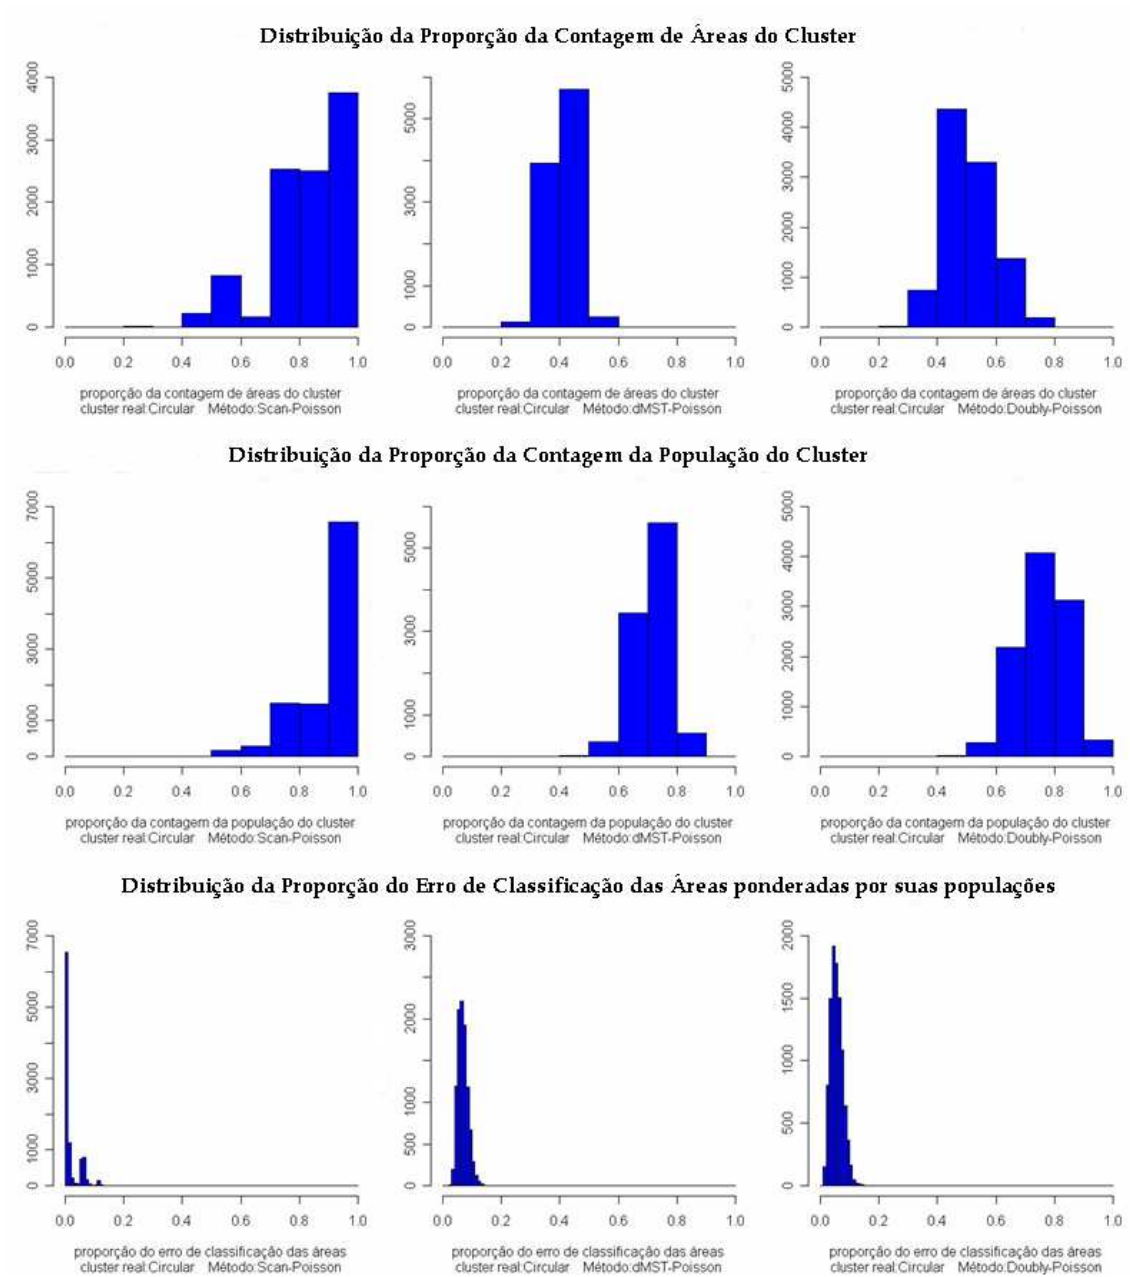 Distribuição da Proporção da Contagem de Áreas do Cluster
0 1000 2000 3000 4000
0.0 0.2 0.4 0.6 0.8 1.0
proporção da contagem de áreas do cluster
cluster real:Circular Método:Scan-Poisson
0 1000 3000 5000
0.0 0.2 0.4 0.6 0.8 1.0
proporção da contagem de áreas do cluster
cluster real:Circular Método:dMST-Poisson
0 1000 2000 3000 4000 5000
0.0 0.2 0.4 0.6 0.8 1.0
proporção da contagem de áreas do cluster
cluster real:Circular Método:Doubly-Poisson
Distribuição da Proporção da Contagem da População do Cluster
0 1000 3000 5000 7000
0.0 0.2 0.4 0.6 0.8 1.0
proporção da contagem da população do cluster
cluster real:Circular Método:Scan-Poisson
0 1000 3000 5000
0.0 0.2 0.4 0.6 0.8 1.0
proporção da contagem da população do cluster
cluster real:Circular Método:dMST-Poisson
0 1000 2000 3000 4000 5000
0.0 0.2 0.4 0.6 0.8 1.0
proporção da contagem da população do cluster
cluster real:Circular Método:Doubly-Poisson
Distribuição da Proporção do Erro de Classificação das Áreas ponderadas por suas populações
0 1000 3000 5000 7000
0.0 0.2 0.4 0.6 0.8 1.0
proporção do erro de classificação das áreas
cluster real:Circular Método:Scan-Poisson
0 500 1000 2000 3000
0.0 0.2 0.4 0.6 0.8 1.0
proporção do erro de classificação das áreas
cluster real:Circular Método:dMST-Poisson
0 500 1000 1500 2000
0.0 0.2 0.4 0.6 0.8 1.0
proporção do erro de classificação das áreas
cluster real:Circular Método:Doubly-Poisson